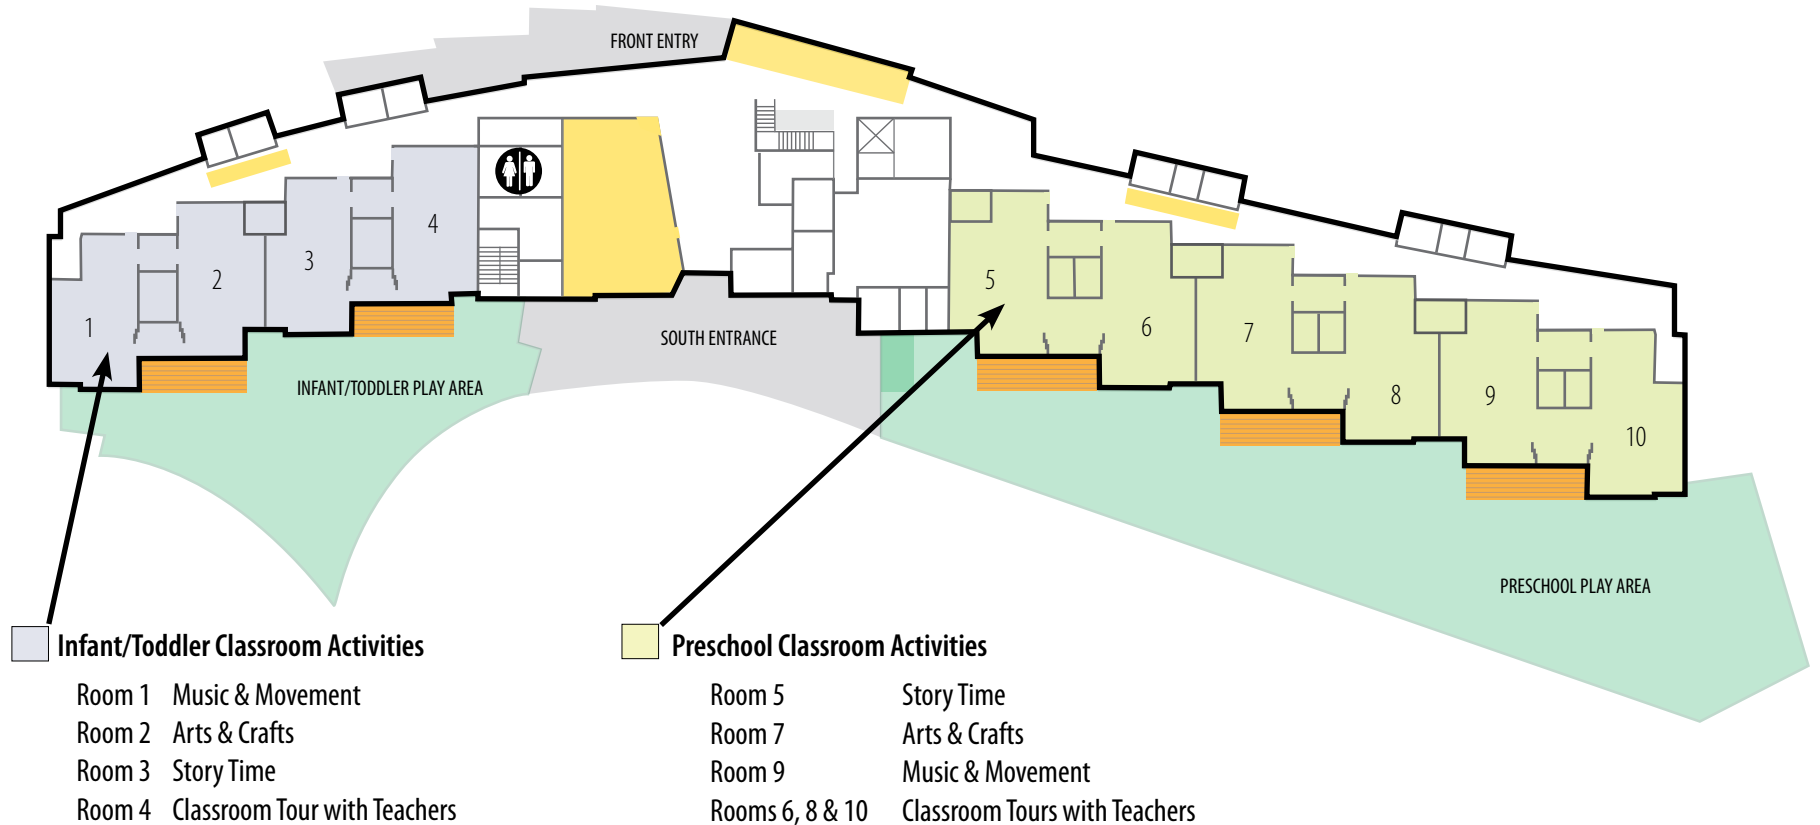 FRONT ENTRY
4
2
3
1
5
6
7
8
9
10
SOUTH ENTRANCE
INFANT/TODDLER PLAY AREA
PRESCHOOL PLAY AREA
Infant/Toddler Classroom Activities
Room 1 Music & Movement
Room 2 Arts & Crafts
Room 3 Story Time
Room 4 Classroom Tour with Teachers
Preschool Classroom Activities
Room 5 Story Time
Room 7 Arts & Crafts
Room 9 Music & Movement
Rooms 6, 8 & 10 Classroom Tours with Teachers